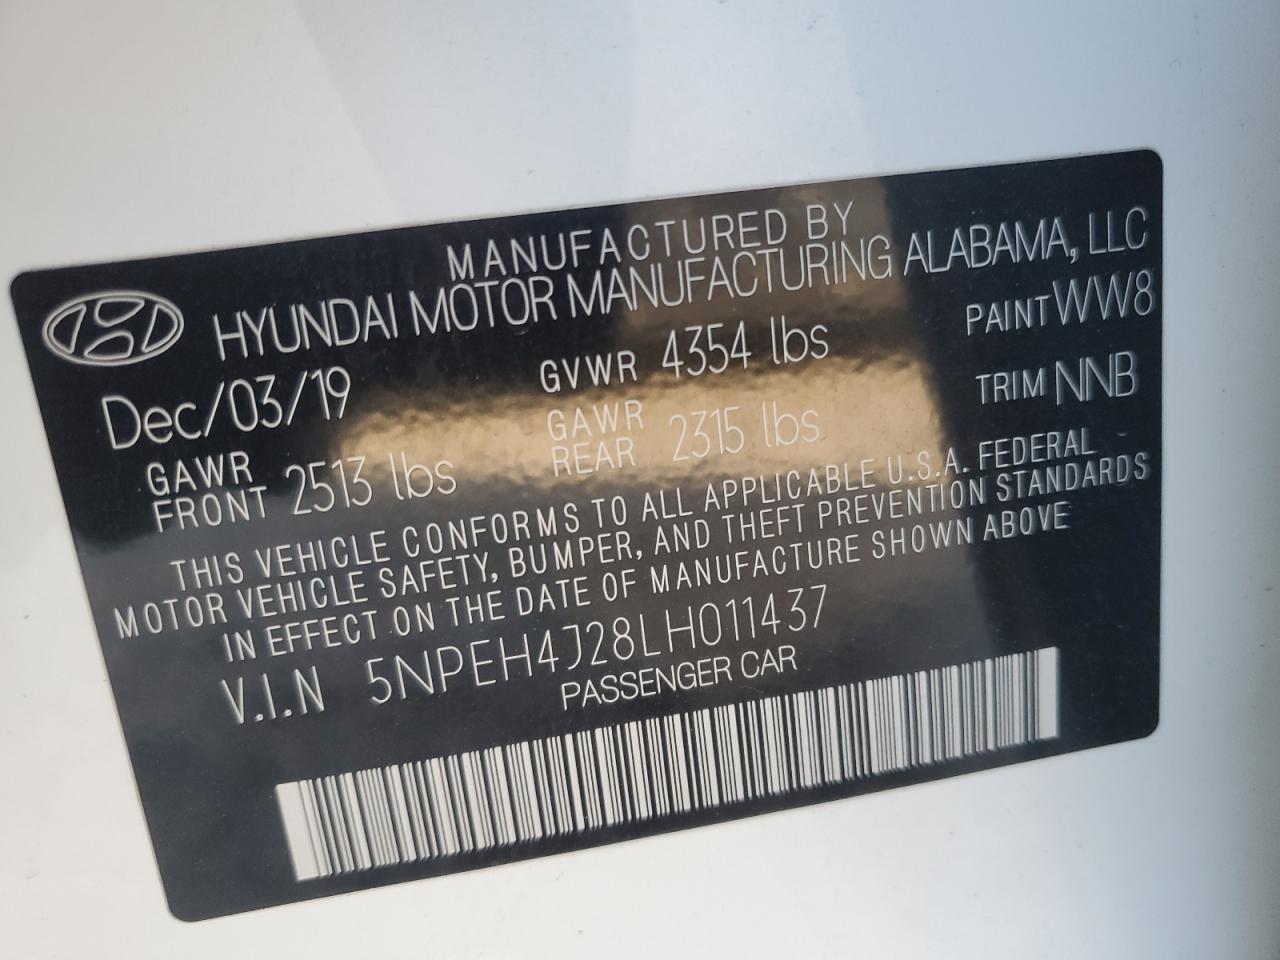 MANUFACTURED BY
HYUNDAI MOTOR MANUFACTURING ALABAMA, LLC
Dec/03/19 GVWR 4354 lbs PAINT WW8
GAWR FRONT 2513 lbs GAWR REAR 2315 lbs TRIM NNB
THIS VEHICLE CONFORMS TO ALL APPLICABLE U.S.A. FEDERAL
MOTOR VEHICLE SAFETY, BUMPER, AND THEFT PREVENTION STANDARDS
IN EFFECT ON THE DATE OF MANUFACTURE SHOWN ABOVE
V.I.N 5NPEH4J28LH011437
PASSENGER CAR